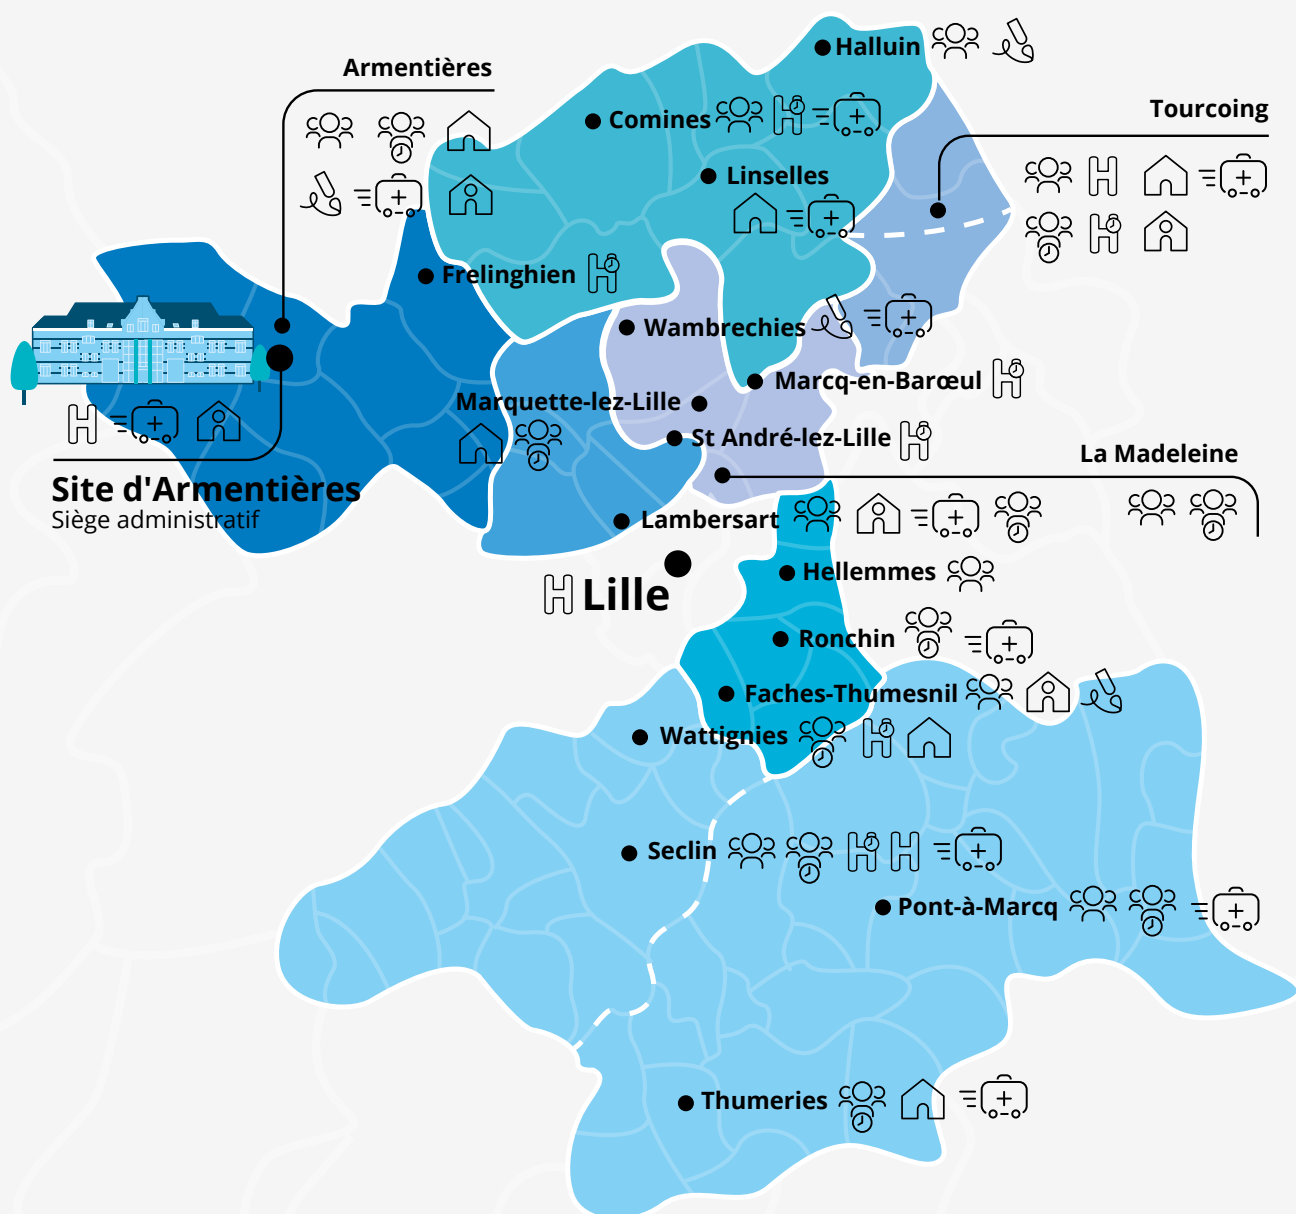 Halluin
Armentières
Tourcoing
Comines
Linselles
Frelinghien
Wambrechies
Marcq-en-Barœul
Marquette-lez-Lille
St André-lez-Lille
La Madeleine
Site d'Armentières
Siège administratif
Lambersart
Hellemmes
Lille
Ronchin
Faches-Thumesnil
Wattignies
Seclin
Pont-à-Marcq
Thumeries